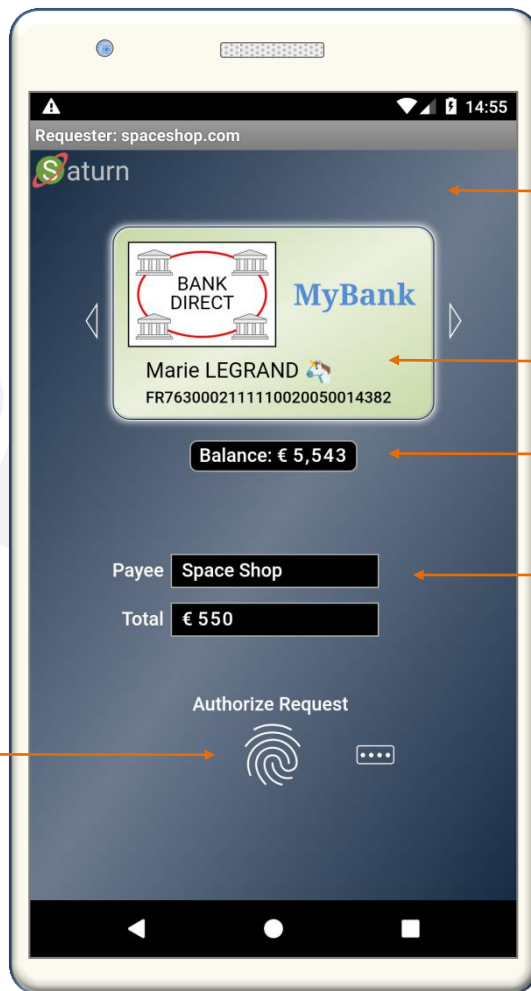 14:55
Requester: spaceshop.com
Saturn
BANK
DIRECT
MyBank
Marie LEGRAND
FR7630002111110020050014382
Balance: € 5,543
Payee Space Shop
Total € 550
Authorize Request